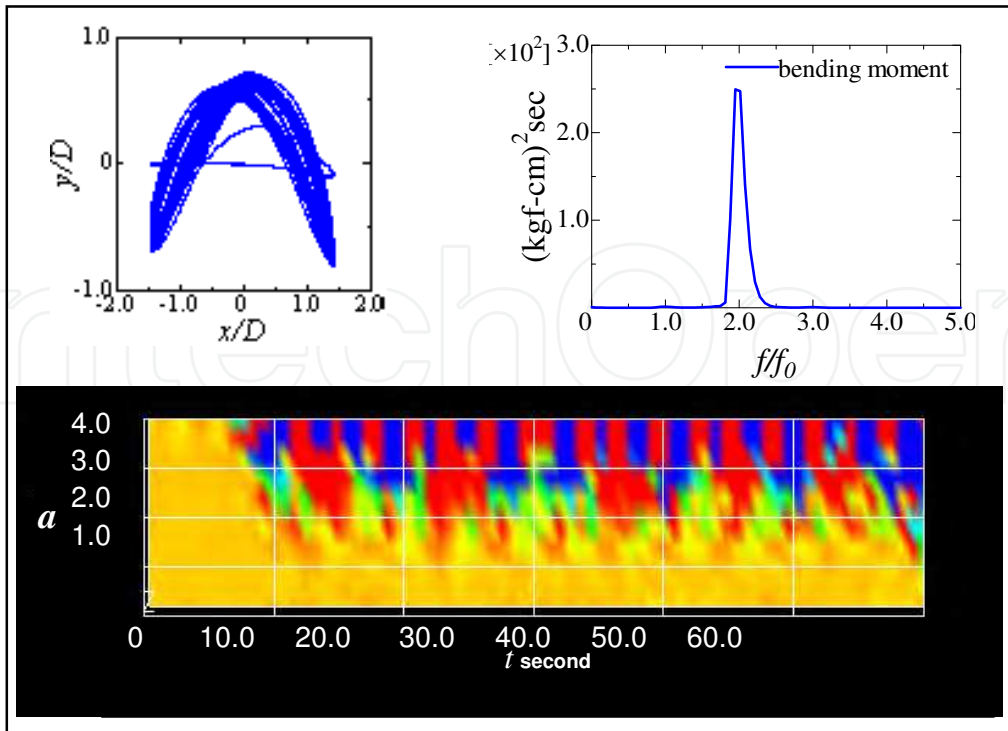 1.0
y/D
0
-1.0
-2.0 -1.0 0 1.0 2.0
x/D
×10²] 3.0
bending moment
2.0
(kgf-cm)²sec
1.0
0 1.0 2.0 3.0 4.0 5.0
f/f₀
4.0
3.0
2.0
a
1.0
0 10.0 20.0 30.0 40.0 50.0 60.0
t second